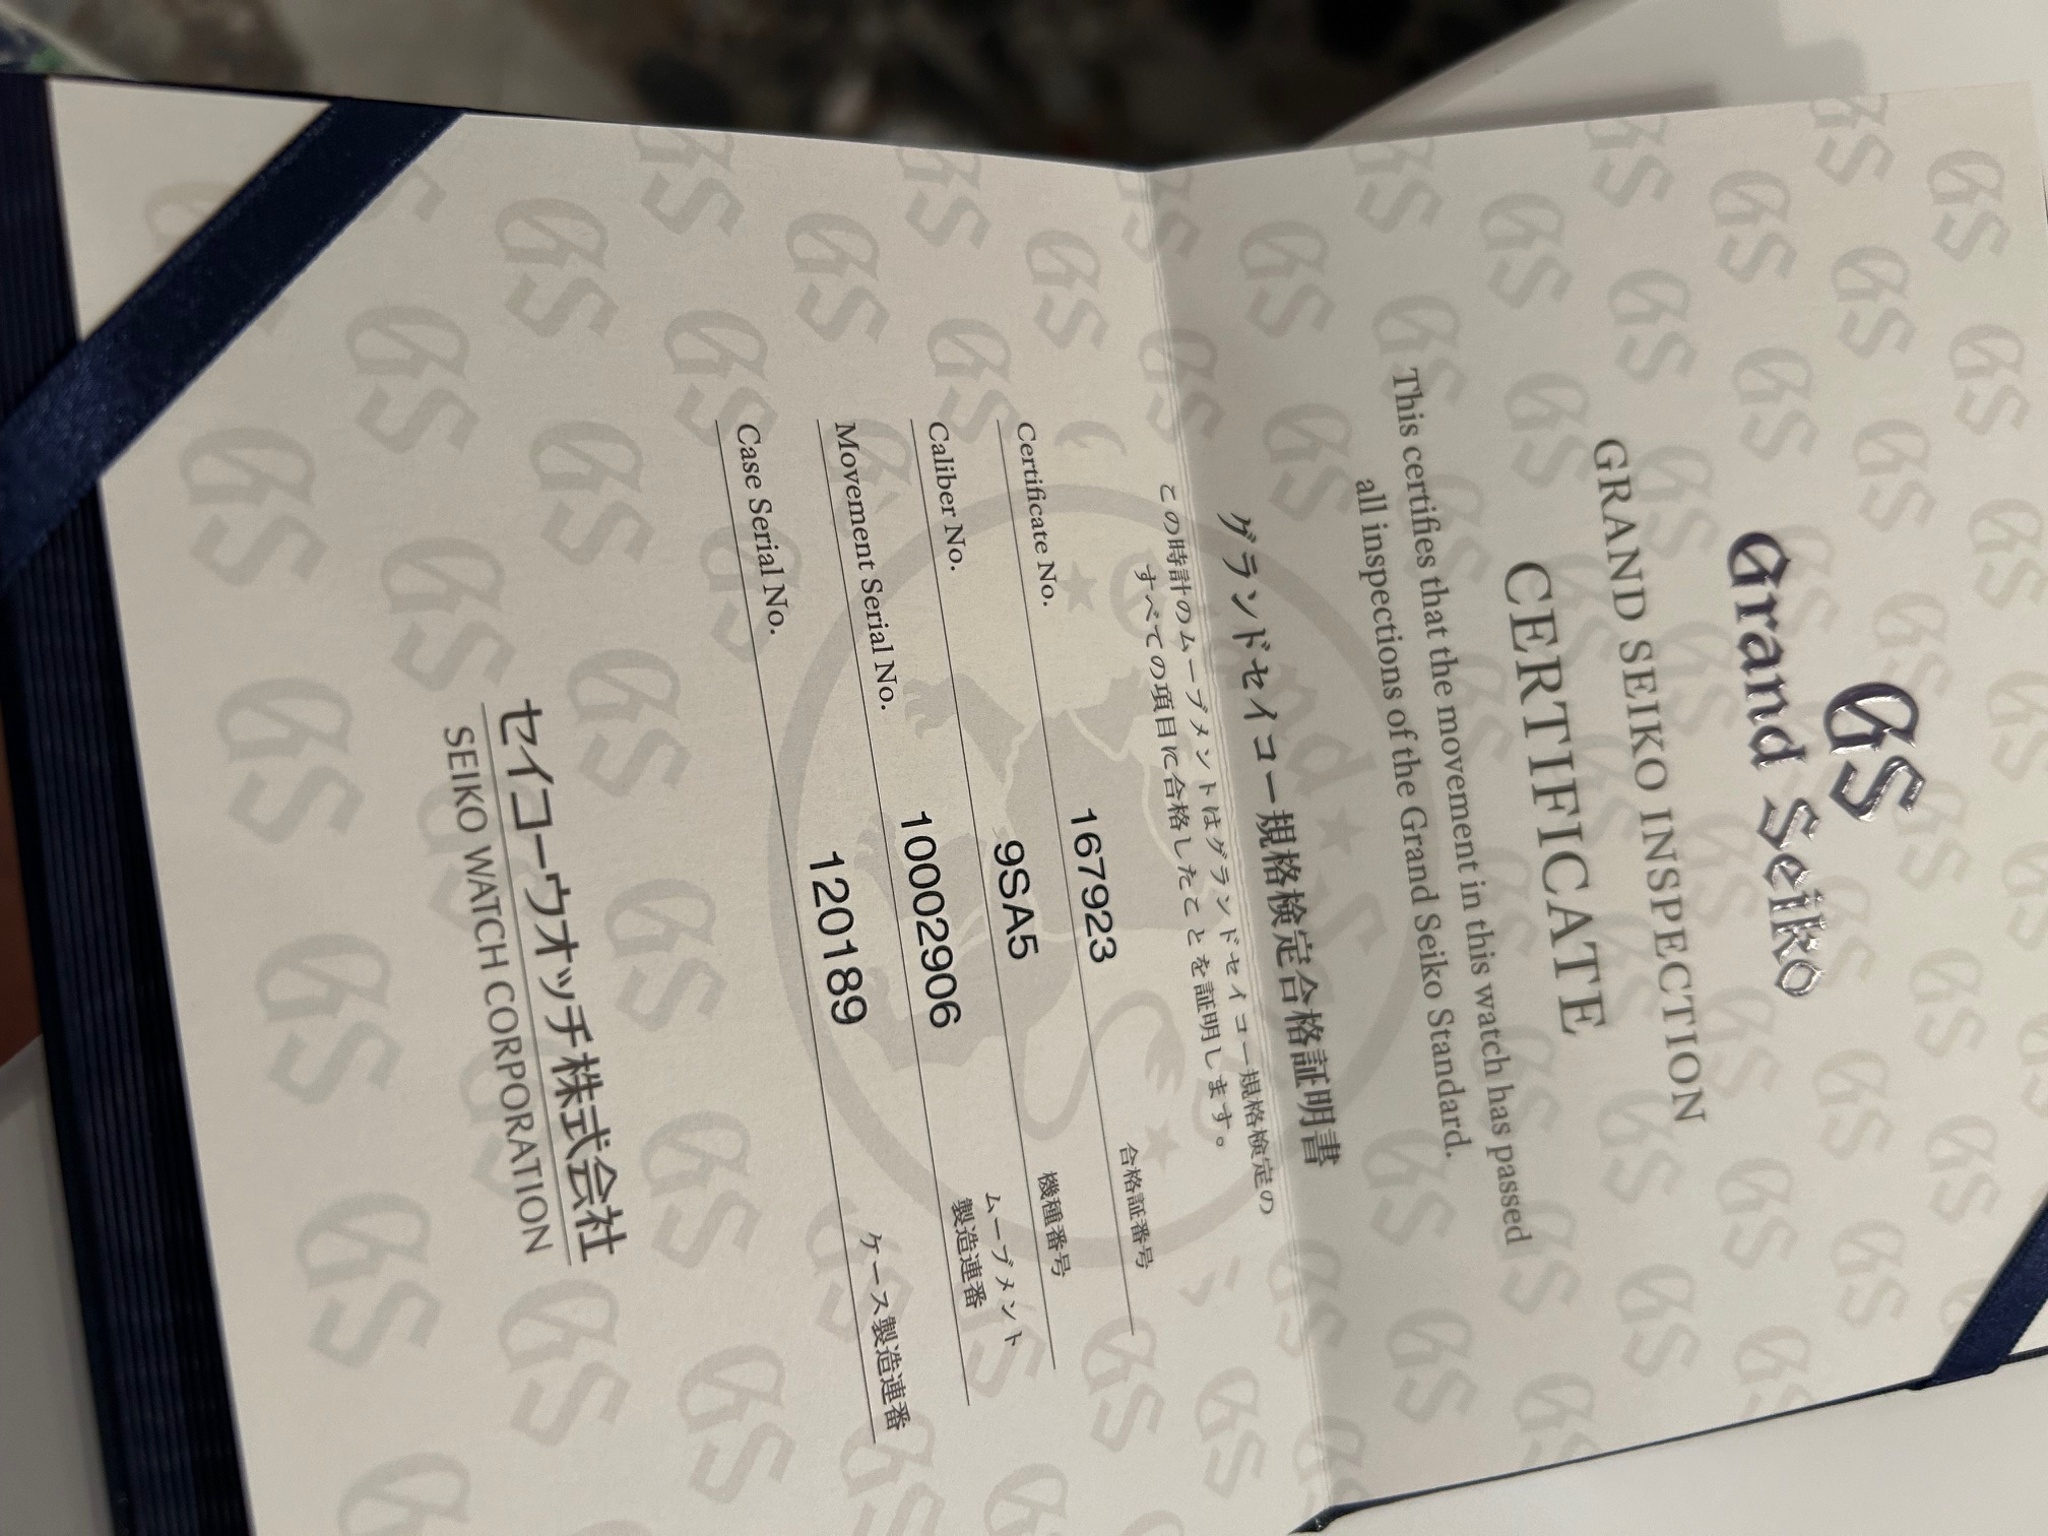 GS
Grand Seiko
GRAND SEIKO INSPECTION
CERTIFICATE
This certifies that the movement in this watch has passed
all inspections of the Grand Seiko Standard.
グランドセイコー規格検定合格証明書
この時計のムーブメントはグランドセイコー規格検定の
すべての項目に合格したことを証明します。
Certificate No. 167923 合格証番号
Caliber No. 9SA5 機種番号
Movement Serial No. 10002906 ムーブメント
製造連番
Case Serial No. 120189 ケース製造連番
セイコーウオッチ株式会社
SEIKO WATCH CORPORATION